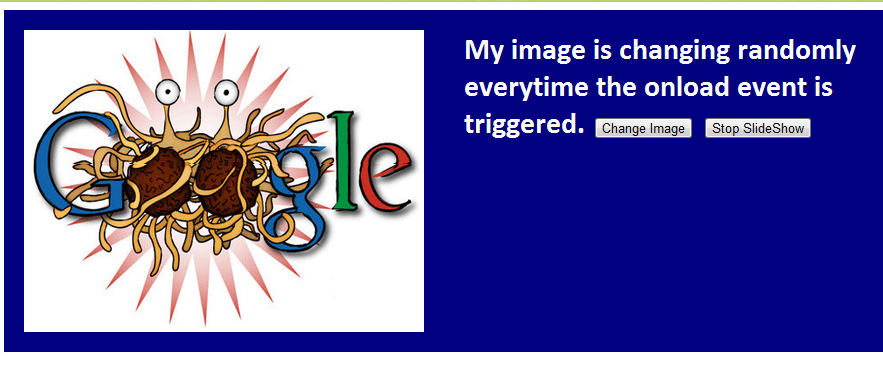 Google
My image is changing randomly
everytime the onload event is
triggered. Change Image Stop SlideShow